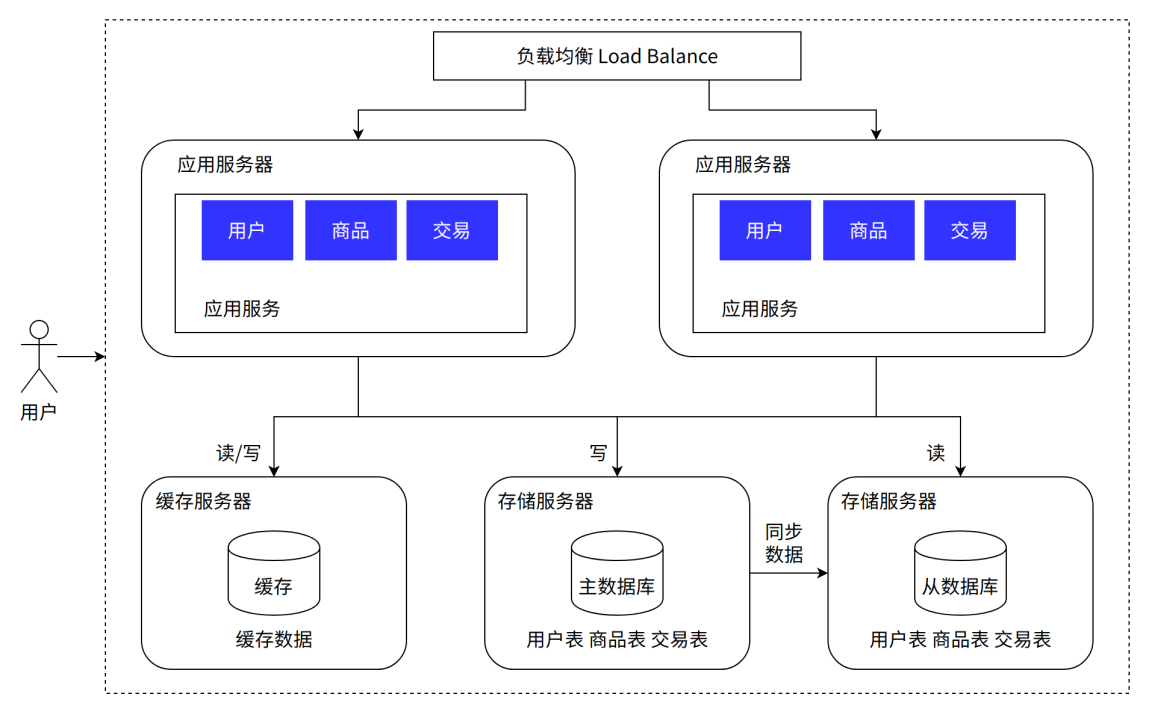 负载均衡 Load Balance
应用服务器
用户 商品 交易
应用服务
应用服务器
用户 商品 交易
应用服务
用户
读/写
写
读
缓存服务器
缓存
缓存数据
存储服务器
主数据库
用户表 商品表 交易表
同步
数据
存储服务器
从数据库
用户表 商品表 交易表